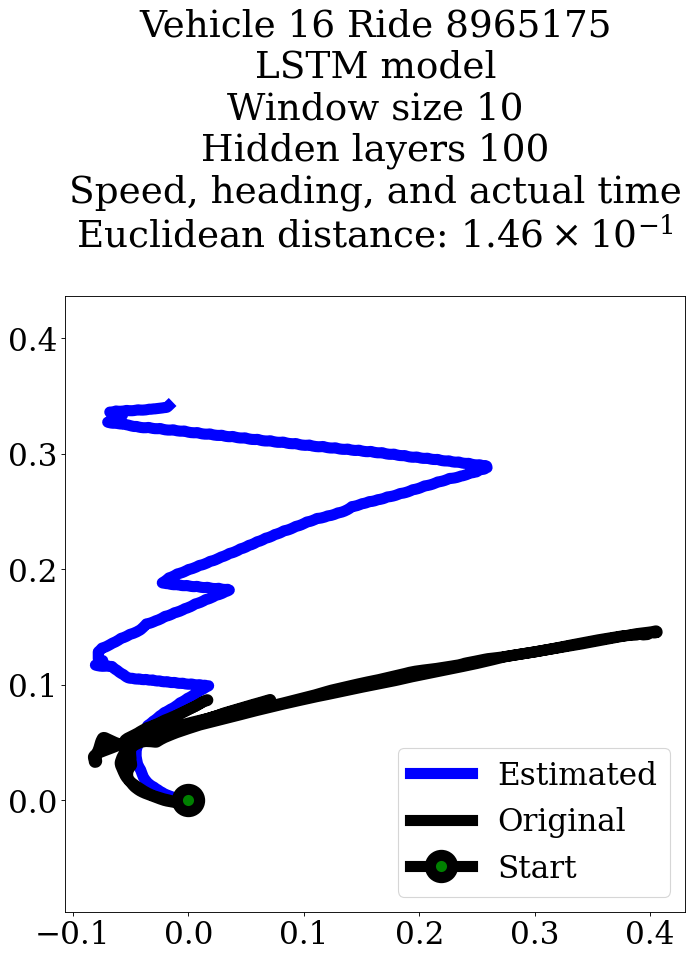 Vehicle 16 Ride 8965175
LSTM model
Window size 10
Hidden layers 100
Speed, heading, and actual time
Euclidean distance: 1.46 × 10⁻¹
0.4
0.3
0.2
0.1
0.0
Estimated
Original
Start
−0.1 0.0 0.1 0.2 0.3 0.4